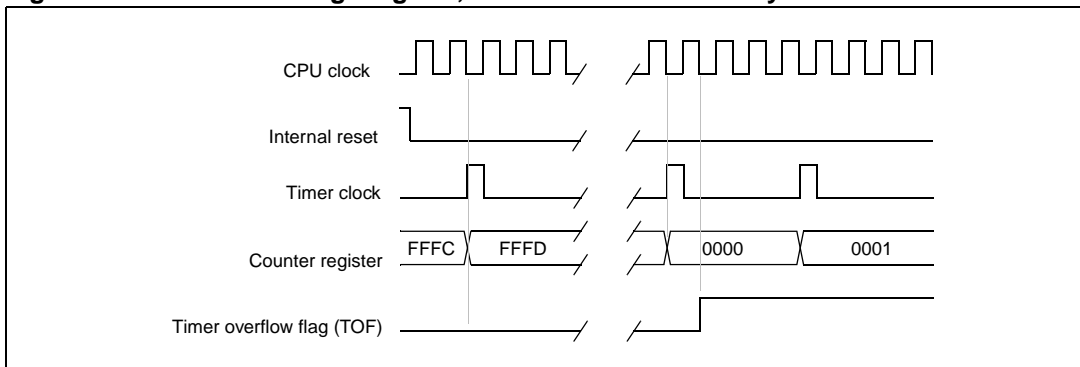 CPU clock
Internal reset
Timer clock
Counter register
FFFC
FFFD
0000
0001
Timer overflow flag (TOF)